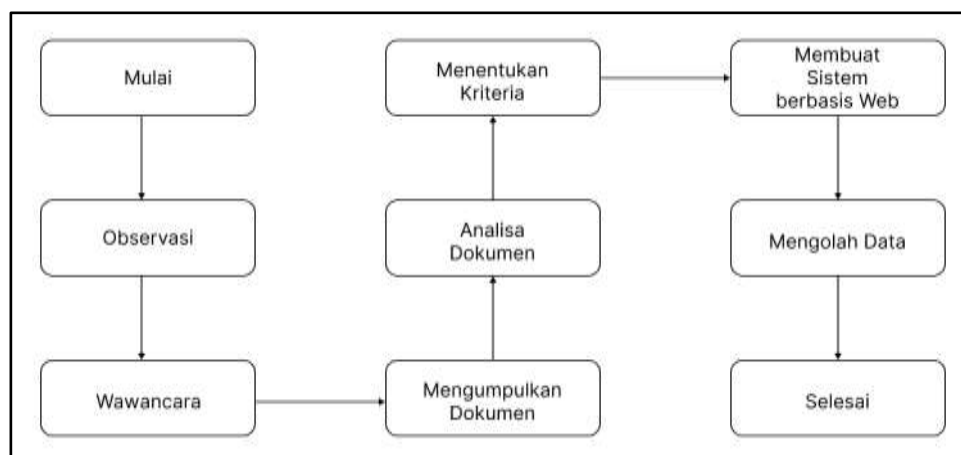 Mulai
Observasi
Wawancara
Mengumpulkan
Dokumen
Analisa
Dokumen
Menentukan
Kriteria
Membuat
Sistem
berbasis Web
Mengolah Data
Selesai